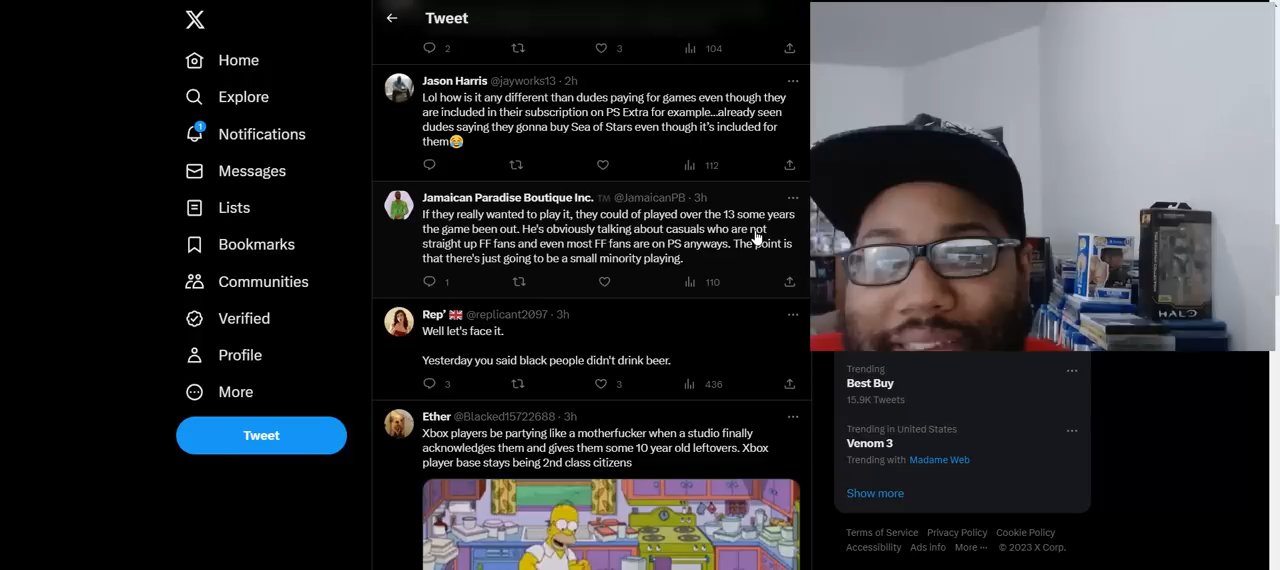 Tweet
Home
Explore
1
Notifications
Messages
Lists
Bookmarks
Communities
Verified
Profile
More
Tweet
2
3
104
Jason Harris @jayworks13 · 2h
Lol how is it any different than dudes paying for games even though they
are included in their subscription on PS Extra for example...already seen
dudes saying they gonna buy Sea of Stars even though it's included for
them😂
112
Jamaican Paradise Boutique Inc. ™ @JamaicanPB · 3h
If they really wanted to play it, they could of played over the 13 some years
the game been out. He's obviously talking about casuals who are not
straight up FF fans and even most FF fans are on PS anyways. The point is
that there's just going to be a small minority playing.
1
110
Rep' 🇬🇧 @replicant2097 · 3h
Well let's face it.
Yesterday you said black people didn't drink beer.
3
3
436
Ether @Blacked15722688 · 3h
Xbox players be partying like a motherfucker when a studio finally
acknowledges them and gives them some 10 year old leftovers. Xbox
player base stays being 2nd class citizens
HALO
Trending
Best Buy
15.9K Tweets
Trending in United States
Venom 3
Trending with Madame Web
Show more
Terms of Service Privacy Policy Cookie Policy
Accessibility Ads info More ··· © 2023 X Corp.